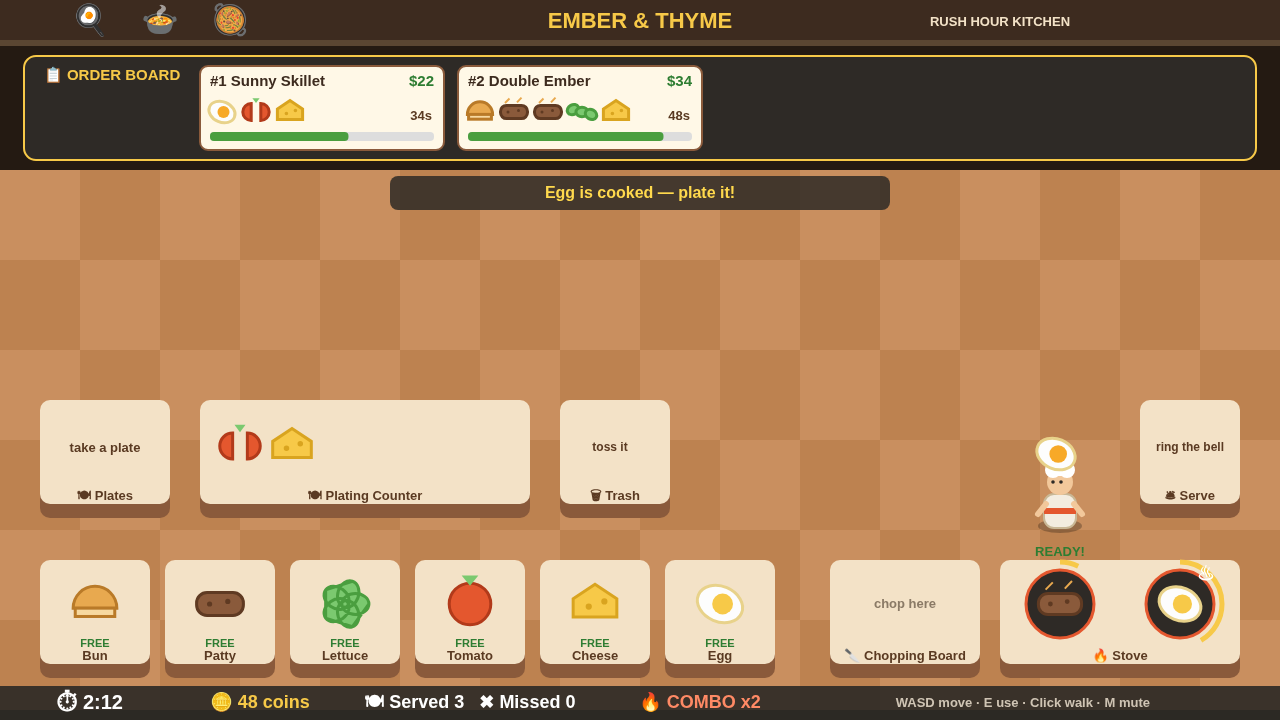 EMBER & THYME
RUSH HOUR KITCHEN
ORDER BOARD
#1 Sunny Skillet $22
34s
#2 Double Ember $34
48s
Egg is cooked — plate it!
take a plate
Plates
Plating Counter
toss it
Trash
ring the bell
Serve
READY!
FREE
Bun
FREE
Patty
FREE
Lettuce
FREE
Tomato
FREE
Cheese
FREE
Egg
chop here
Chopping Board
Stove
2:12
48 coins
Served 3
Missed 0
COMBO x2
WASD move · E use · Click walk · M mute